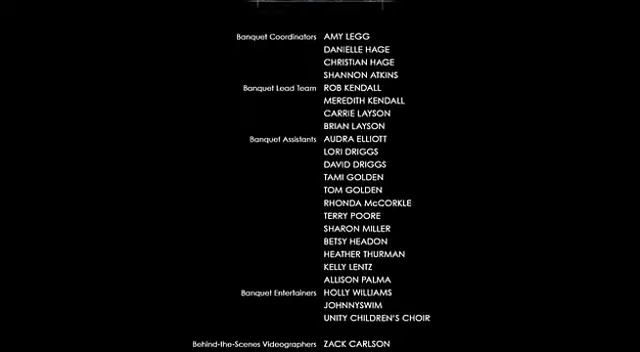 Banquet Coordinators AMY LEGG
DANIELLE HAGE
CHRISTIAN HAGE
SHANNON ATKINS
Banquet Lead Team ROB KENDALL
MEREDITH KENDALL
CARRIE LAYSON
BRIAN LAYSON
Banquet Assistants AUDRA ELLIOTT
LORI DRIGGS
DAVID DRIGGS
TAMI GOLDEN
TOM GOLDEN
RHONDA McCORKLE
TERRY POORE
SHARON MILLER
BETSY HEADON
HEATHER THURMAN
KELLY LENTZ
ALLISON PALMA
Banquet Entertainers HOLLY WILLIAMS
JOHNNYSWIM
UNITY CHILDREN'S CHOIR
Behind-the-Scenes Videographers ZACK CARLSON